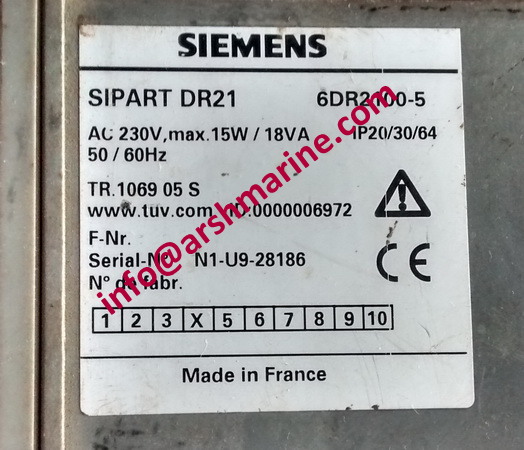 SIEMENS
SIPART DR21 6DR2100-5
AC 230V, max. 15W / 18VA IP20/30/64
50 / 60Hz
TR.1069 05 S
www.tuv.com ID:0000006972
F-Nr.
Serial-N° N1-U9-28186
N° de fabr.
CE
1 2 3 X 5 6 7 8 9 10
Made in France
info@arshmarine.com